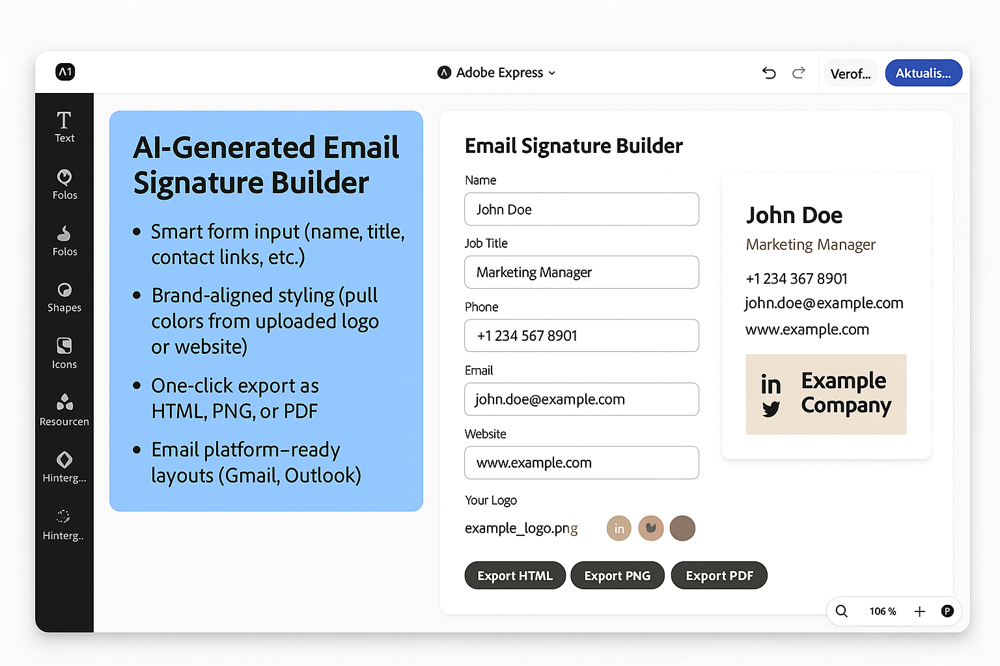 Λ1
Adobe Express
Verof...
Aktualis...
Text
Folos
Folos
Shapes
Icons
Resourcen
Hinterg...
Hinterg..
AI-Generated Email
Signature Builder
• Smart form input (name, title,
contact links, etc.)
• Brand-aligned styling (pull
colors from uploaded logo
or website)
• One-click export as
HTML, PNG, or PDF
• Email platform–ready
layouts (Gmail, Outlook)
Email Signature Builder
Name
John Doe
Job Title
Marketing Manager
Phone
+1 234 567 8901
Email
john.doe@example.com
Website
www.example.com
Your Logo
example_logo.png
in
Export HTML
Export PNG
Export PDF
John Doe
Marketing Manager
+1 234 367 8901
john.doe@example.com
www.example.com
in
Example
Company
106 %
P